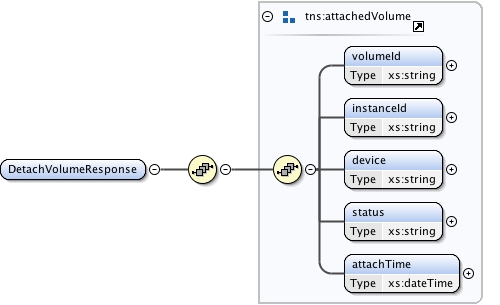 tns:attachedVolume
volumeId
Type xs:string
instanceId
Type xs:string
DetachVolumeResponse
device
Type xs:string
status
Type xs:string
attachTime
Type xs:dateTime